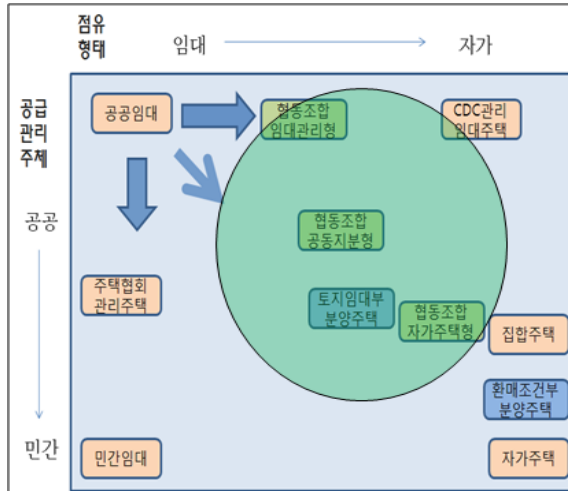 점유
형태
임대
자가
공급
관리
주체
공공
민간
공공임대
협동조합
임대관리형
CDC관리
임대주택
협동조합
공동지분형
주택협회
관리주택
토지임대부
분양주택
협동조합
자가주택형
집합주택
환매조건부
분양주택
민간임대
자가주택